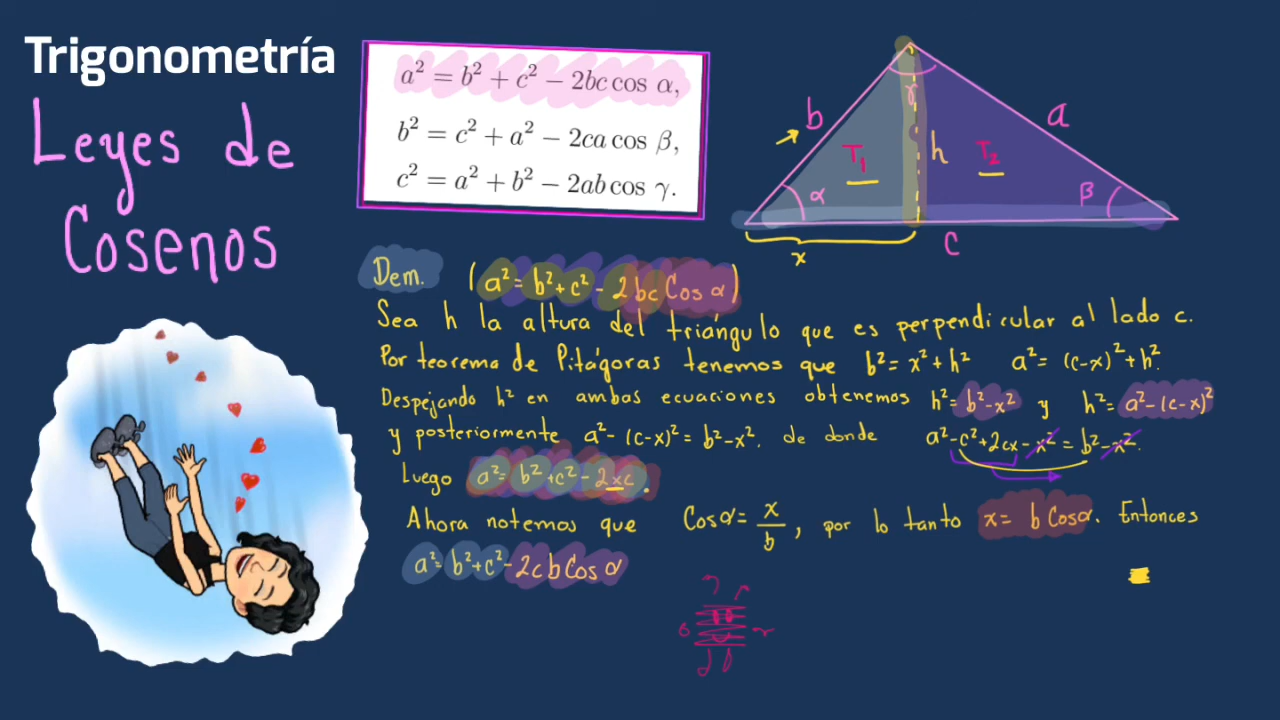 Trigonometría
Leyes de
Cosenos
a² = b² + c² − 2bc cos α,
b² = c² + a² − 2ca cos β,
c² = a² + b² − 2ab cos γ.
γ
b
a
T₁
h
T₂
α
β
x
c
Dem. (a² = b² + c² - 2bc Cos α)
Sea h la altura del triángulo que es perpendicular al lado c.
Por teorema de Pitágoras tenemos que b² = x² + h² a² = (c-x)² + h².
Despejando h² en ambas ecuaciones obtenemos h² = b² - x² y h² = a² - (c-x)²
y posteriormente a² - (c-x)² = b² - x². de donde a² - c² + 2cx - x² = b² - x².
Luego a² = b² + c² - 2xc.
Ahora notemos que Cos α = x/b, por lo tanto x = b Cos α. Entonces
a² = b² + c² - 2cb Cos α